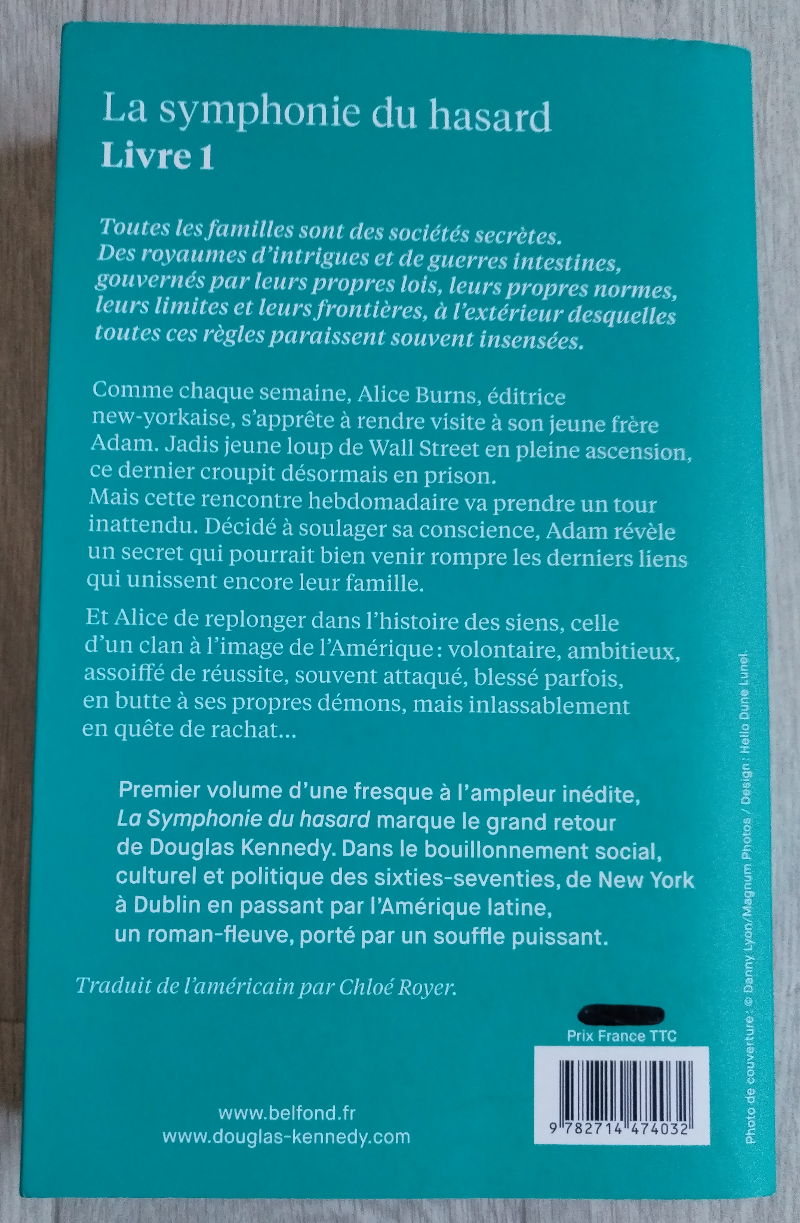 La symphonie du hasard
Livre 1
Toutes les familles sont des sociétés secrètes.
Des royaumes d'intrigues et de guerres intestines,
gouvernés par leurs propres lois, leurs propres normes,
leurs limites et leurs frontières, à l'extérieur desquelles
toutes ces règles paraissent souvent insensées.
Comme chaque semaine, Alice Burns, éditrice
new-yorkaise, s'apprête à rendre visite à son jeune frère
Adam. Jadis jeune loup de Wall Street en pleine ascension,
ce dernier croupit désormais en prison.
Mais cette rencontre hebdomadaire va prendre un tour
inattendu. Décidé à soulager sa conscience, Adam révèle
un secret qui pourrait bien venir rompre les derniers liens
qui unissent encore leur famille.
Et Alice de replonger dans l'histoire des siens, celle
d'un clan à l'image de l'Amérique : volontaire, ambitieux,
assoiffé de réussite, souvent attaqué, blessé parfois,
en butte à ses propres démons, mais inlassablement
en quête de rachat...
Premier volume d'une fresque à l'ampleur inédite,
La Symphonie du hasard marque le grand retour
de Douglas Kennedy. Dans le bouillonnement social,
culturel et politique des sixties-seventies, de New York
à Dublin en passant par l'Amérique latine,
un roman-fleuve, porté par un souffle puissant.
Traduit de l'américain par Chloé Royer.
Prix France TTC
9 782714 474032
www.belfond.fr
www.douglas-kennedy.com
Photo de couverture : © Danny Lyon/Magnum Photos / Design : Hello Dune Lunel.